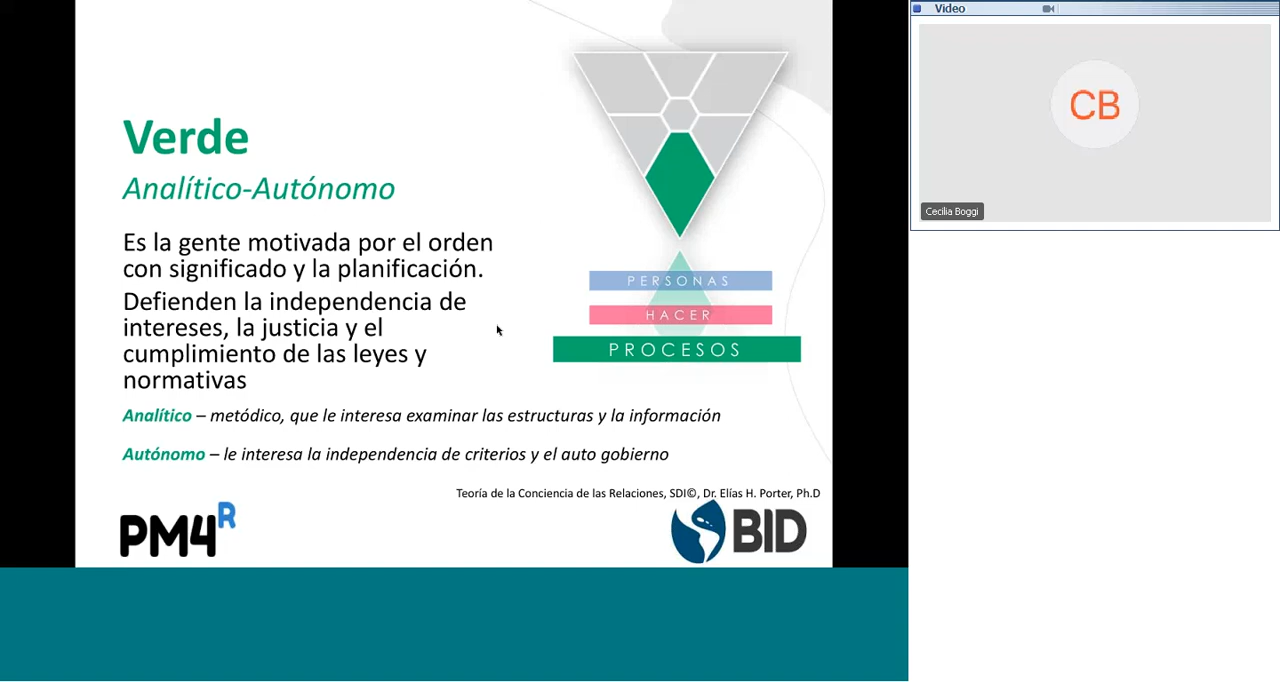 Video
CB
Cecilia Boggi
Verde
Analítico-Autónomo
Es la gente motivada por el orden
con significado y la planificación.
Defienden la independencia de
intereses, la justicia y el
cumplimiento de las leyes y
normativas
PERSONAS
HACER
PROCESOS
Analítico – metódico, que le interesa examinar las estructuras y la información
Autónomo – le interesa la independencia de criterios y el auto gobierno
Teoría de la Conciencia de las Relaciones, SDI©, Dr. Elías H. Porter, Ph.D
PM4R
BID